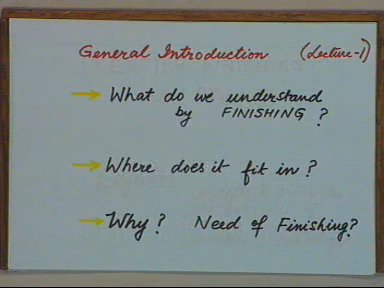 General Introduction (Lecture-1)
What do we understand
by FINISHING ?
Where does it fit in ?
Why ? Need of Finishing?